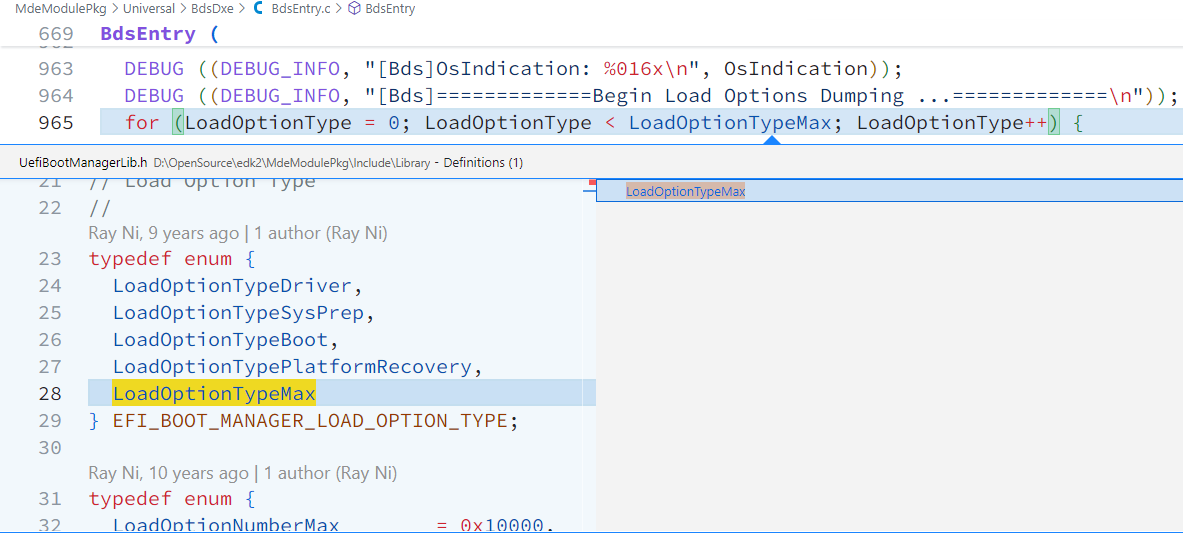 MdeModulePkg > Universal > BdsDxe > C BdsEntry.c > BdsEntry
669 BdsEntry (
963 DEBUG ((DEBUG_INFO, "[Bds]OsIndication: %016x\n", OsIndication));
964 DEBUG ((DEBUG_INFO, "[Bds]=============Begin Load Options Dumping ...=============\n"));
965 for (LoadOptionType = 0; LoadOptionType < LoadOptionTypeMax; LoadOptionType++) {
UefiBootManagerLib.h D:\OpenSource\edk2\MdeModulePkg\Include\Library - Definitions (1)
21 // Load Option Type
LoadOptionTypeMax
22 //
Ray Ni, 9 years ago | 1 author (Ray Ni)
23 typedef enum {
24 LoadOptionTypeDriver,
25 LoadOptionTypeSysPrep,
26 LoadOptionTypeBoot,
27 LoadOptionTypePlatformRecovery,
28 LoadOptionTypeMax
29 } EFI_BOOT_MANAGER_LOAD_OPTION_TYPE;
30
Ray Ni, 10 years ago | 1 author (Ray Ni)
31 typedef enum {
32 LoadOptionNumberMax = 0x10000,